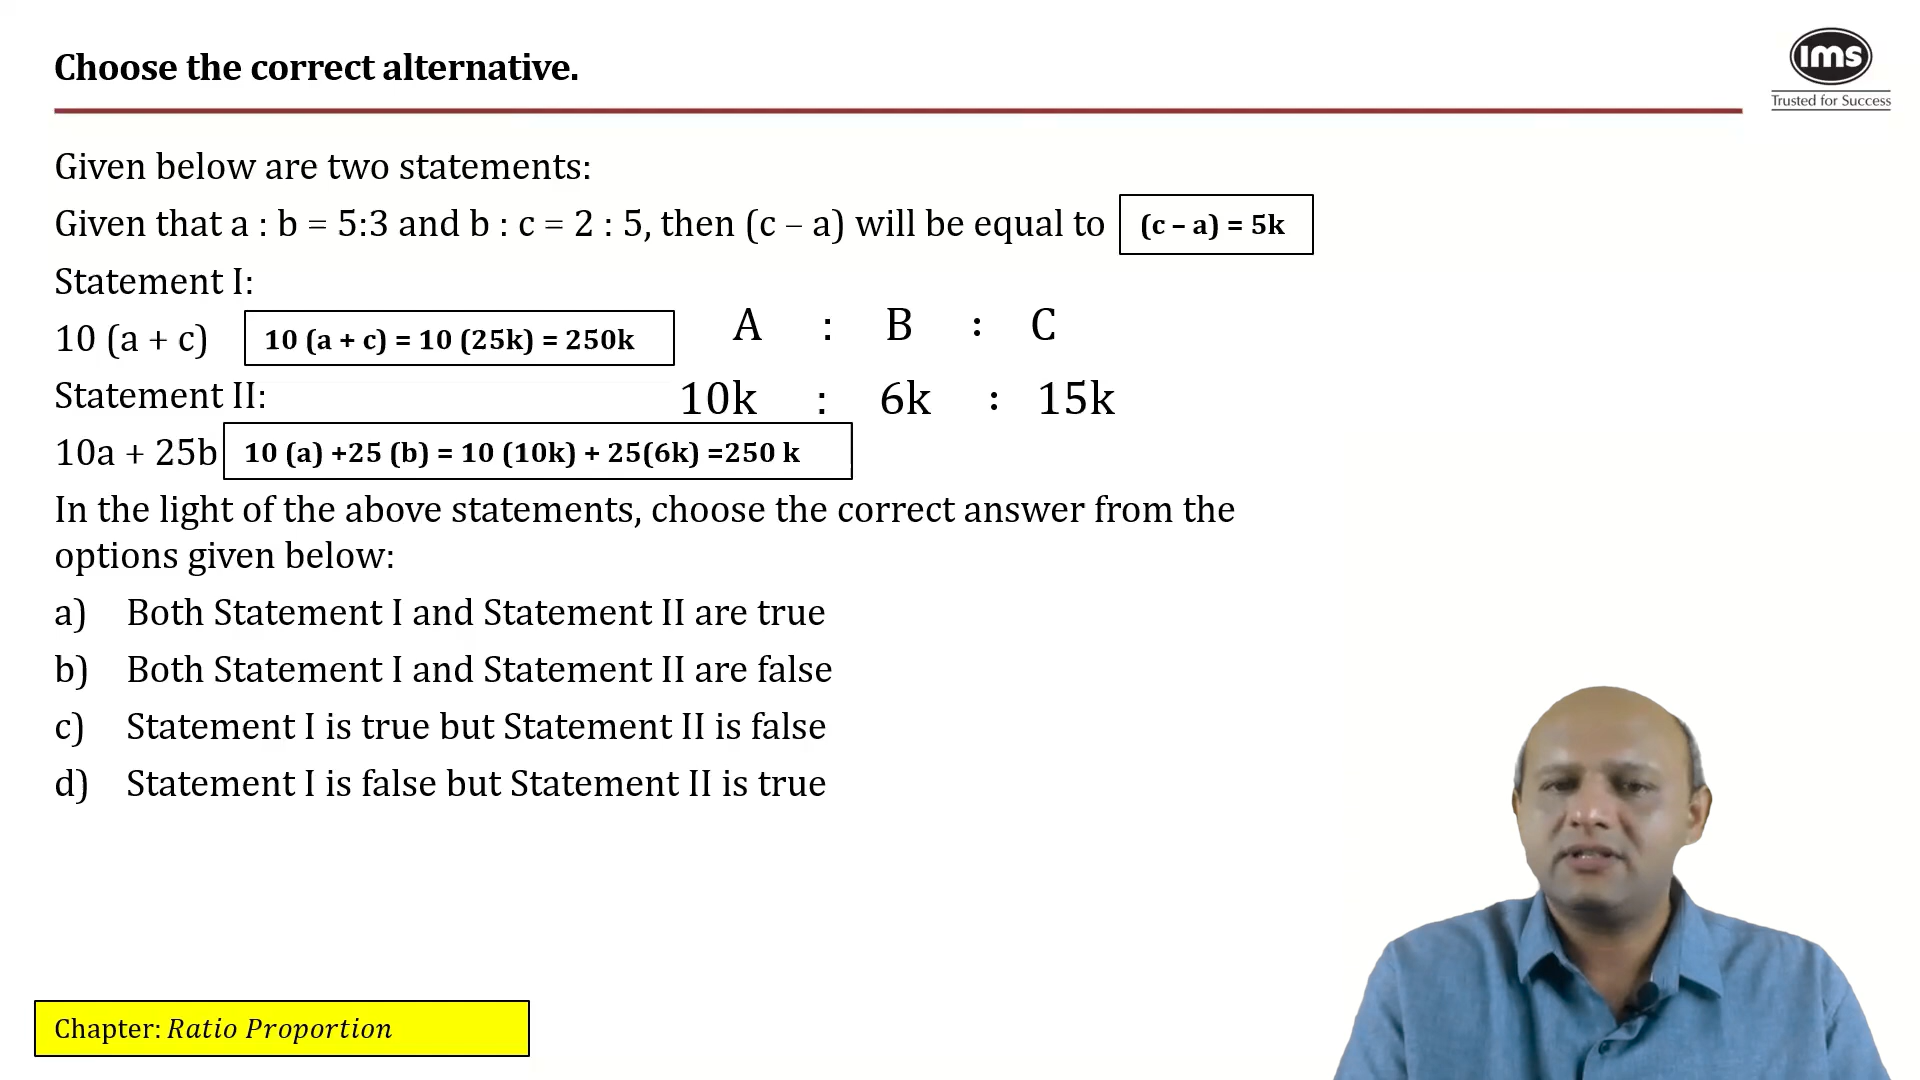 Choose the correct alternative.
ims
Trusted for Success
Given below are two statements:
Given that a : b = 5:3 and b : c = 2 : 5, then (c – a) will be equal to (c – a) = 5k
Statement I:
10 (a + c) 10 (a + c) = 10 (25k) = 250k
A : B : C
Statement II:
10k : 6k : 15k
10a + 25b 10 (a) +25 (b) = 10 (10k) + 25(6k) =250 k
In the light of the above statements, choose the correct answer from the
options given below:
a) Both Statement I and Statement II are true
b) Both Statement I and Statement II are false
c) Statement I is true but Statement II is false
d) Statement I is false but Statement II is true
Chapter: Ratio Proportion